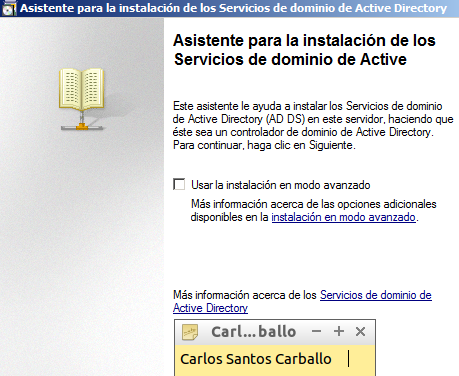 Asistente para la instalación de los Servicios de dominio de Active Directory
Asistente para la instalación de los
Servicios de dominio de Active
Este asistente le ayuda a instalar los Servicios de dominio
de Active Directory (AD DS) en este servidor, haciendo que
éste sea un controlador de dominio de Active Directory.
Para continuar, haga clic en Siguiente.
Usar la instalación en modo avanzado
Más información acerca de las opciones adicionales
disponibles en la instalación en modo avanzado.
Más información acerca de los Servicios de dominio de
Active Directory
Carl...ballo
Carlos Santos Carballo